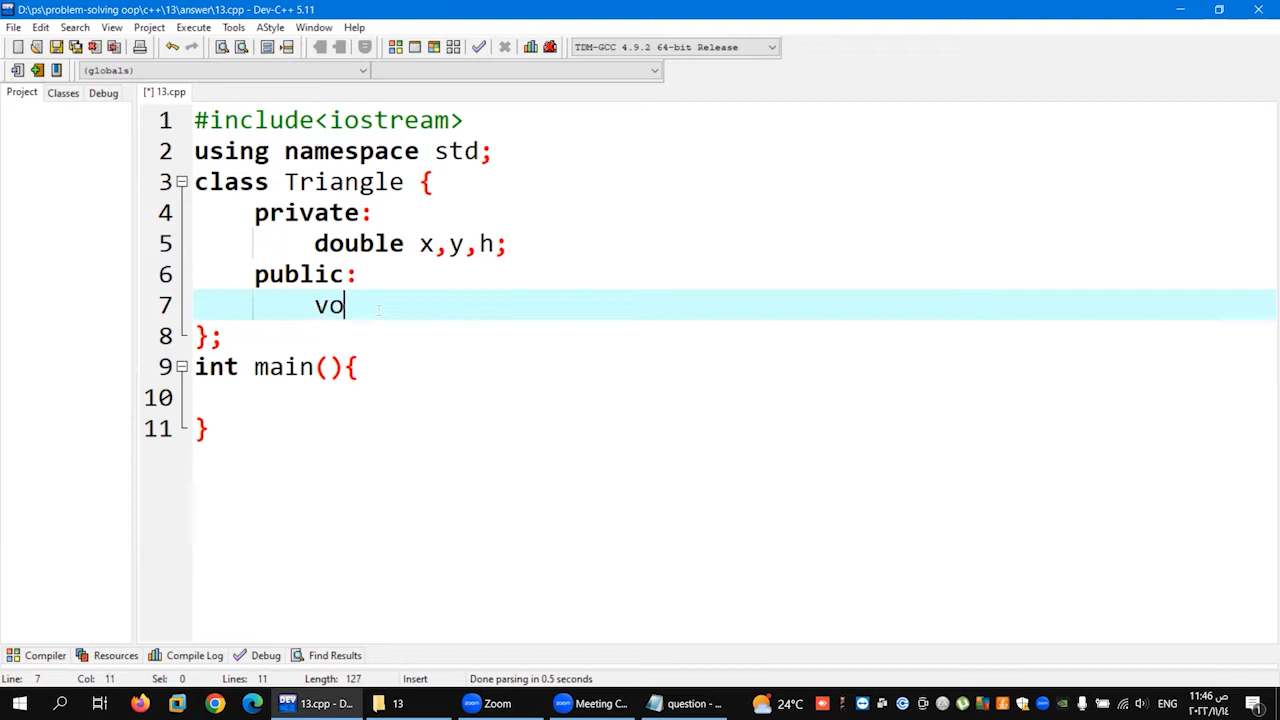 D:\ps\problem-solving oop\c++\13\answer\13.cpp - Dev-C++ 5.11
File Edit Search View Project Execute Tools AStyle Window Help
TDM-GCC 4.9.2 64-bit Release
(globals)
Project Classes Debug [*] 13.cpp
1 #include<iostream>
2 using namespace std;
3 class Triangle {
4 private:
5 double x,y,h;
6 public:
7 vo
8 };
9 int main(){
10
11 }
Compiler Resources Compile Log Debug Find Results
Line: 7 Col: 11 Sel: 0 Lines: 11 Length: 127 Insert Done parsing in 0.5 seconds
DEV 13.cpp - D... 13 zoom Zoom zoom Meeting C... question - ... 24°C ENG 11:46 ص
1